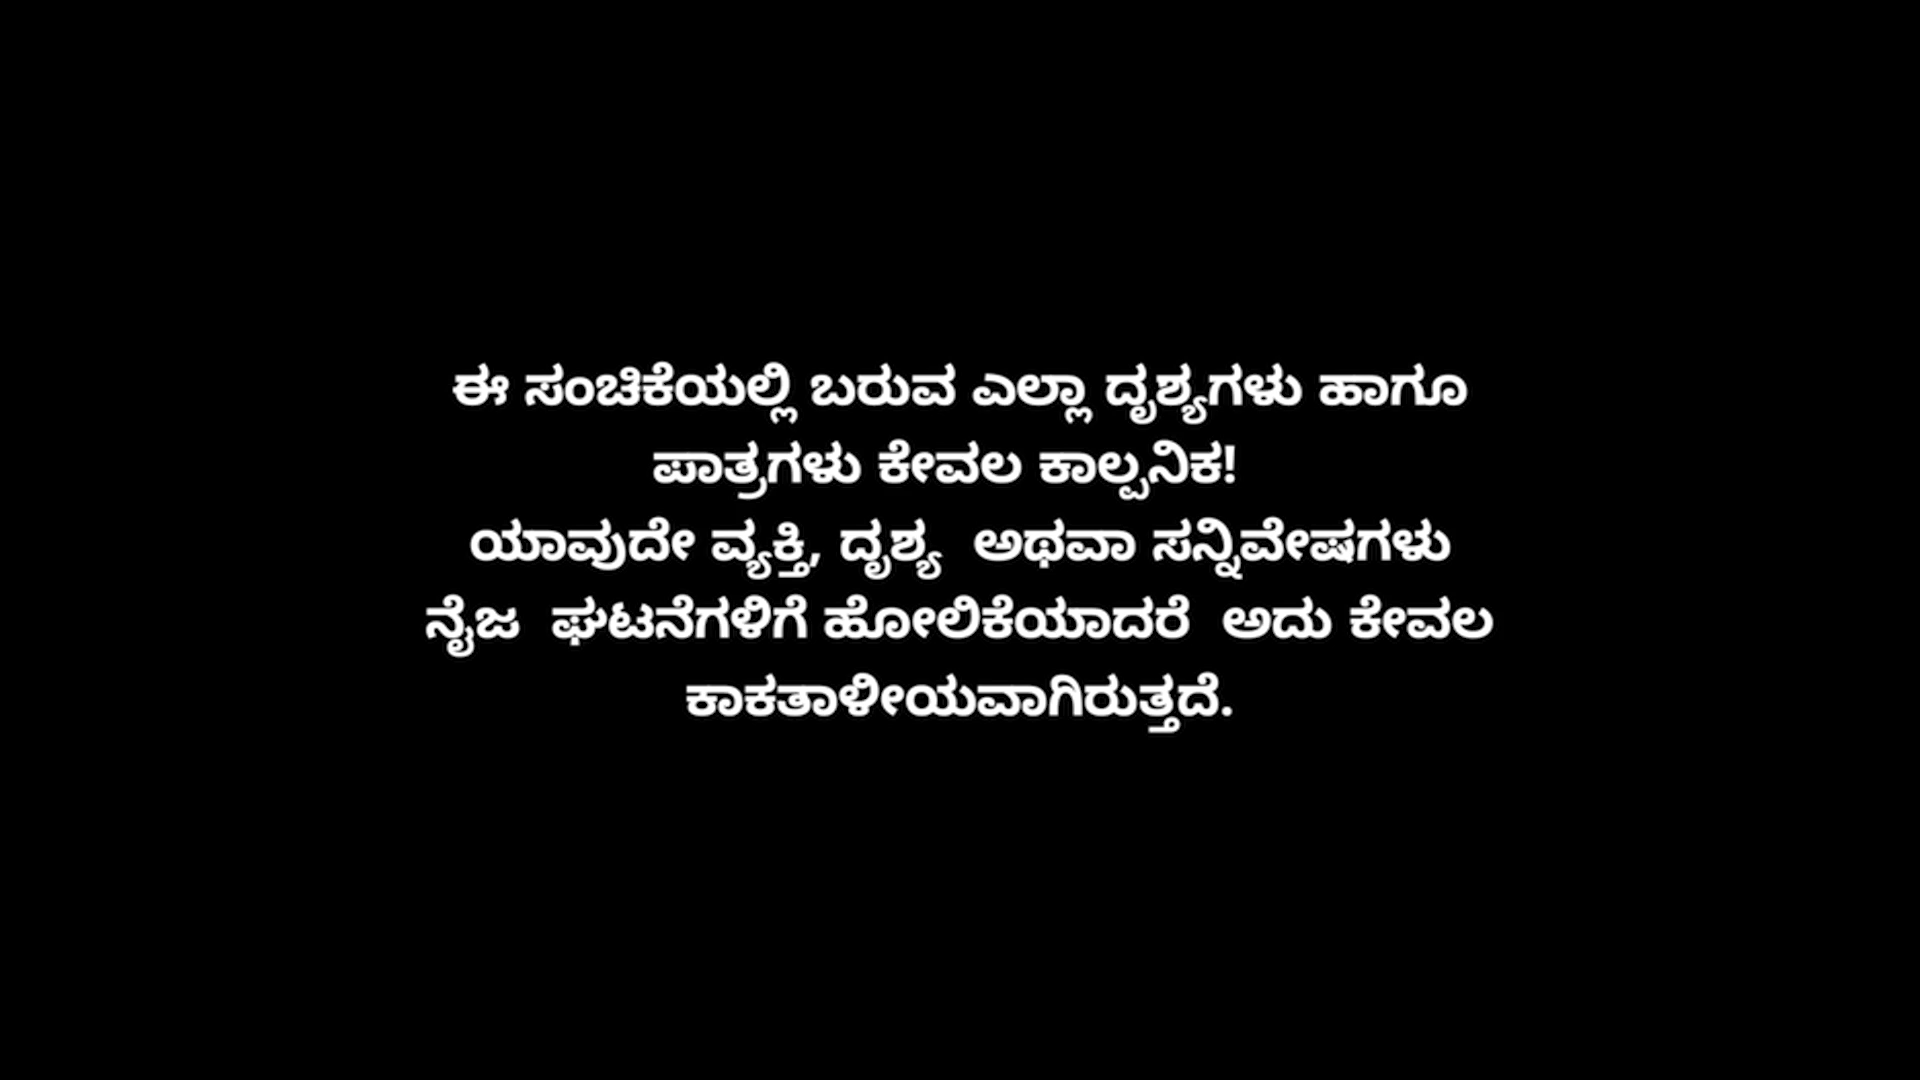 ಈ ಸಂಚಿಕೆಯಲ್ಲಿ ಬರುವ ಎಲ್ಲಾ ದೃಶ್ಯಗಳು ಹಾಗೂ
ಪಾತ್ರಗಳು ಕೇವಲ ಕಾಲ್ಪನಿಕ!
ಯಾವುದೇ ವ್ಯಕ್ತಿ, ದೃಶ್ಯ ಅಥವಾ ಸನ್ನಿವೇಷಗಳು
ನೈಜ ಘಟನೆಗಳಿಗೆ ಹೋಲಿಕೆಯಾದರೆ ಅದು ಕೇವಲ
ಕಾಕತಾಳೀಯವಾಗಿರುತ್ತದೆ.